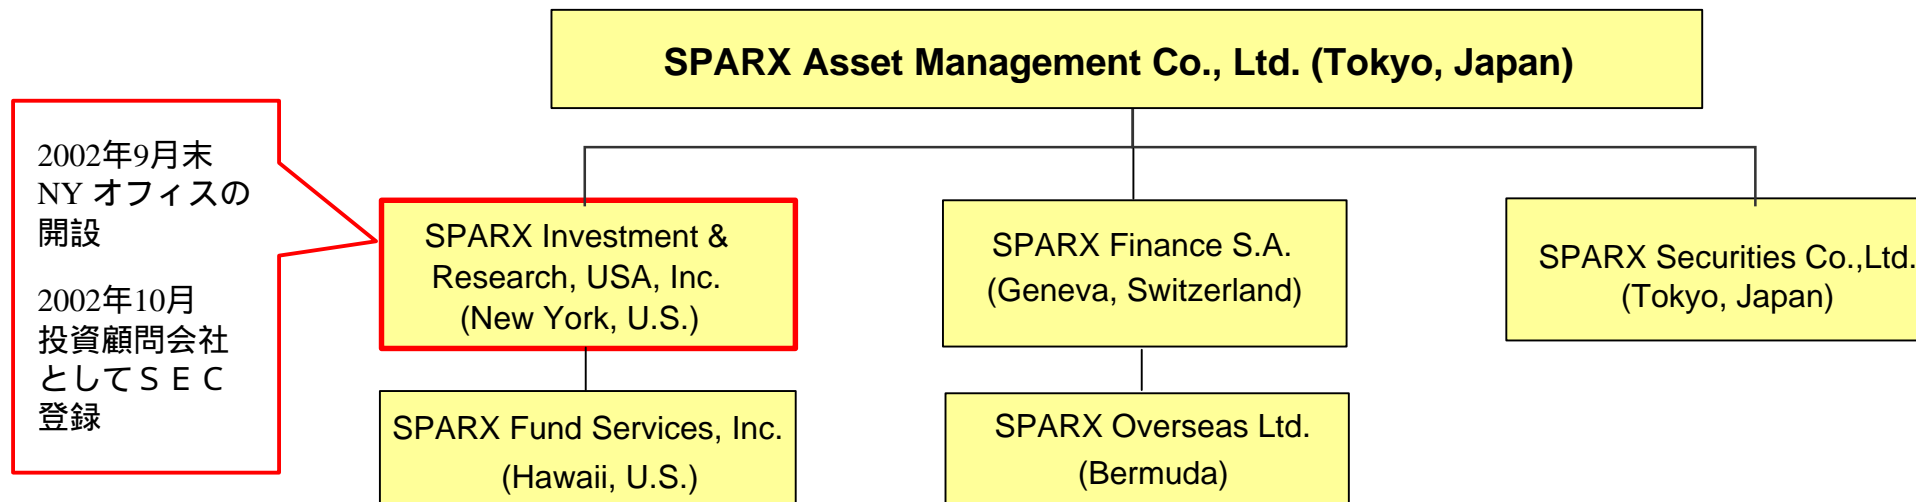 SPARX Asset Management Co., Ltd. (Tokyo, Japan)
2002年9月末
NY オフィスの
開設
2002年10月
投資顧問会社
としてＳＥＣ
登録
SPARX Investment &
Research, USA, Inc.
(New York, U.S.)
SPARX Finance S.A.
(Geneva, Switzerland)
SPARX Securities Co.,Ltd.
(Tokyo, Japan)
SPARX Fund Services, Inc.
(Hawaii, U.S.)
SPARX Overseas Ltd.
(Bermuda)